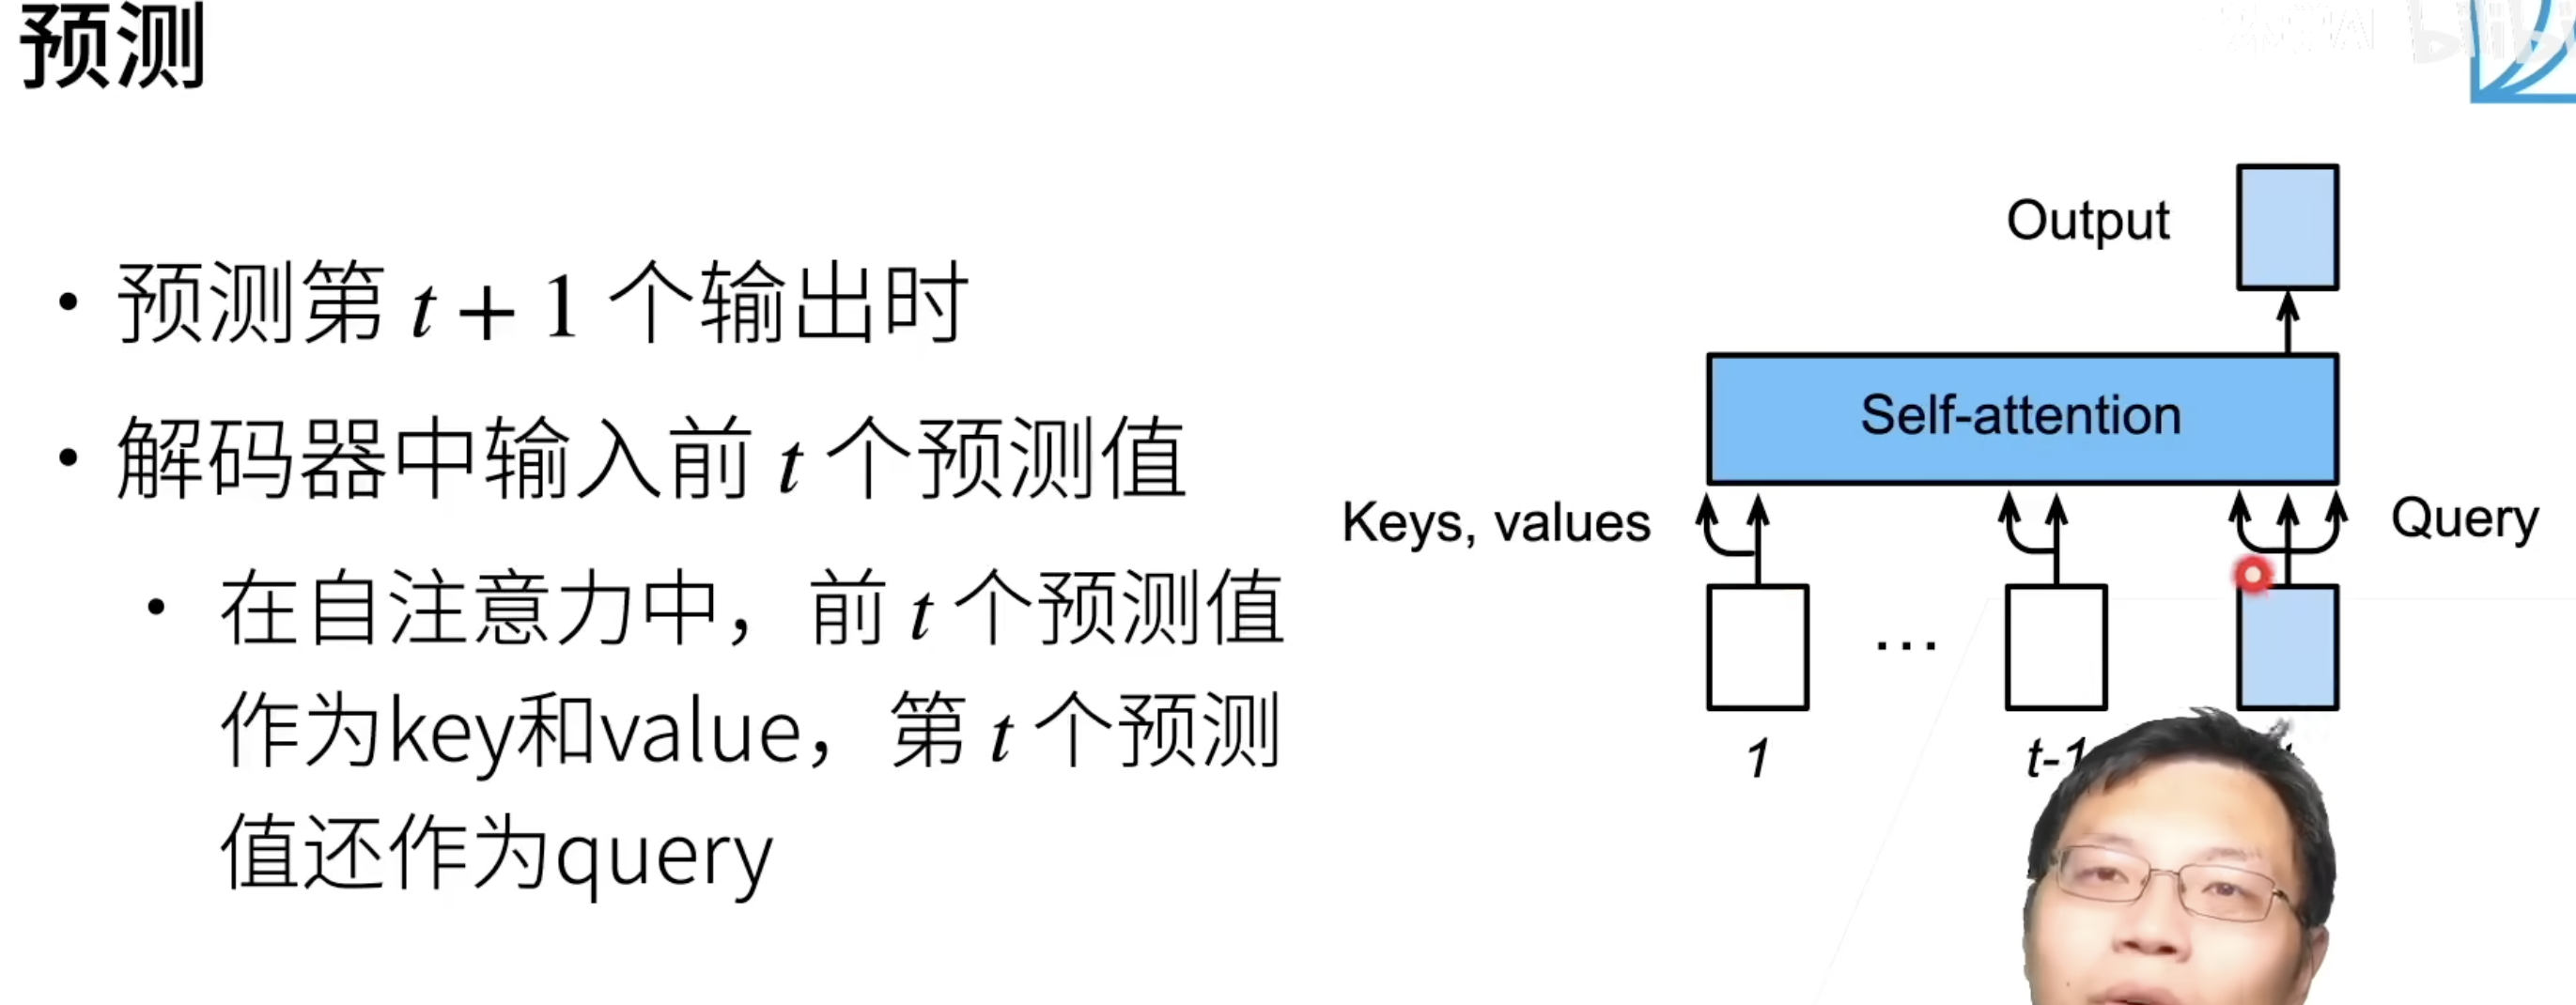 预测
• 预测第 t + 1 个输出时
• 解码器中输入前 t 个预测值
• 在自注意力中，前 t 个预测值
作为key和value，第 t 个预测
值还作为query
Output
Self-attention
Keys, values
Query
...
1
t-1